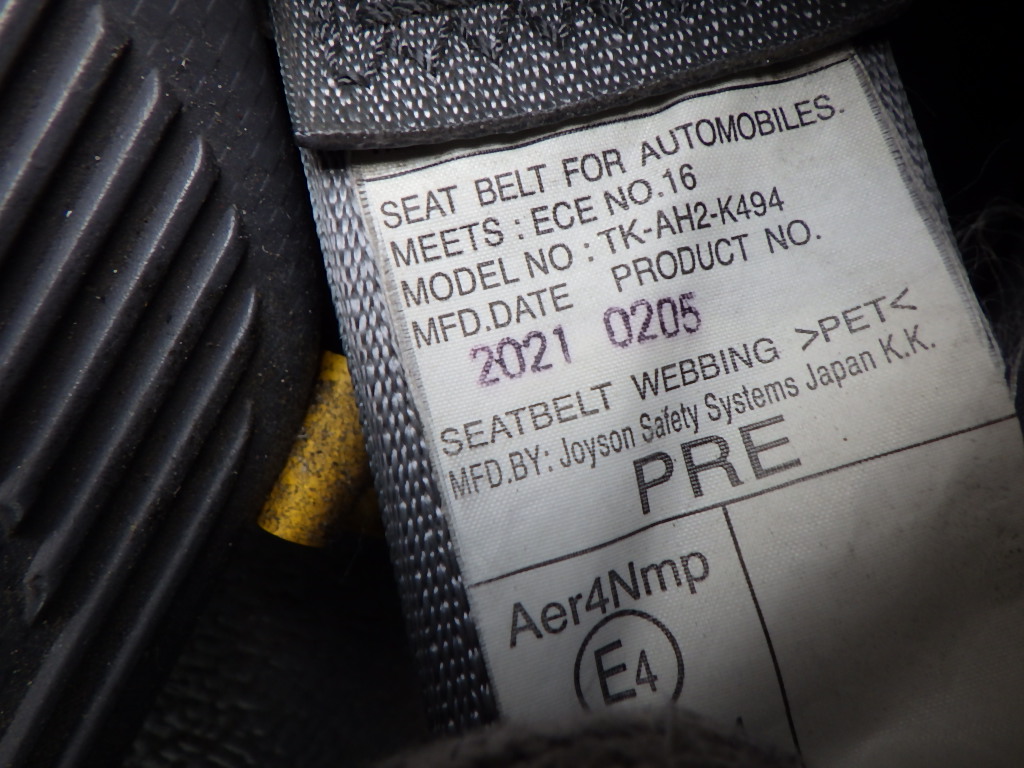 SEAT BELT FOR AUTOMOBILES.
MEETS : ECE NO.16
MODEL NO : TK-AH2-K494
MFD.DATE PRODUCT NO.
2021 0205
SEATBELT WEBBING >PET<
MFD.BY: Joyson Safety Systems Japan K.K.
PRE
Aer4Nmp
E4